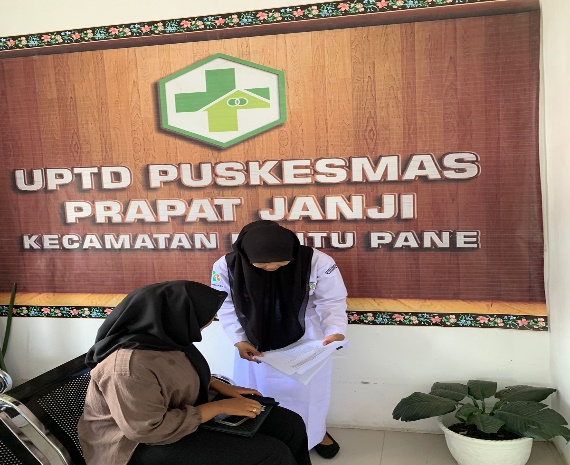 UPTD PUSKESMAS
PRAPAT JANJI
KECAMATAN PANE